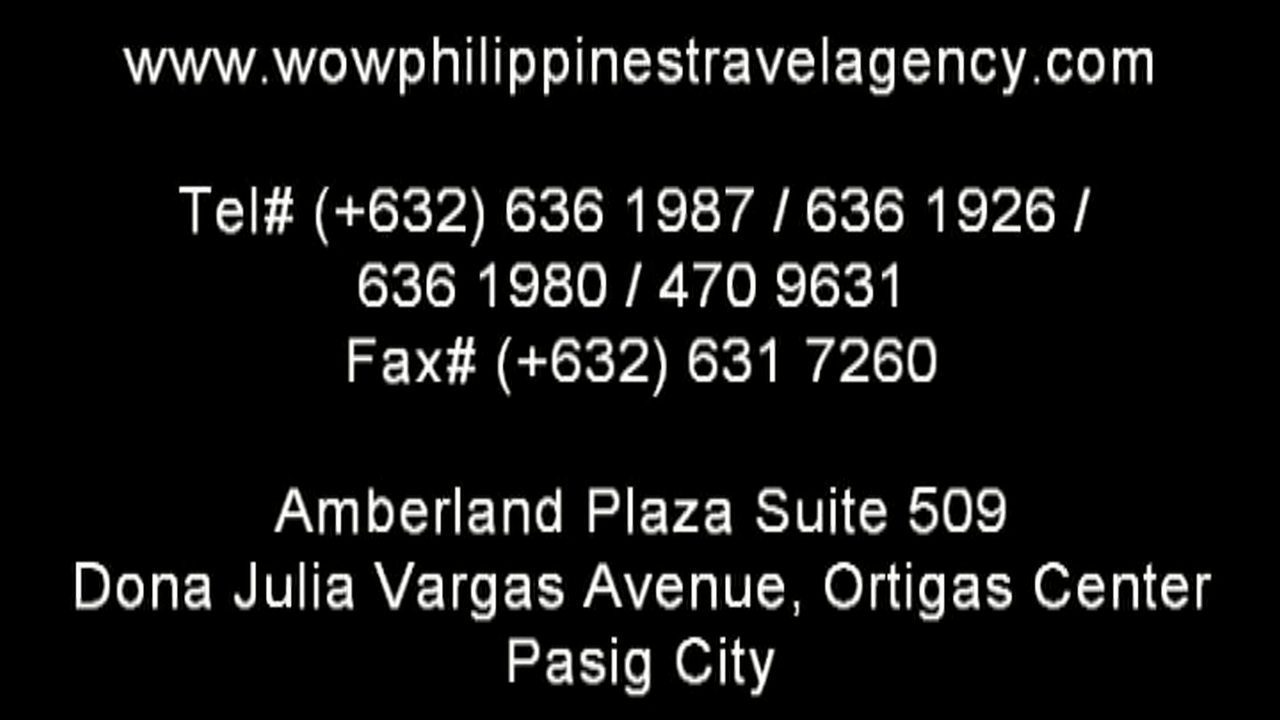 www.wowphilippinestravelagency.com
Tel# (+632) 636 1987 / 636 1926 /
636 1980 / 470 9631
Fax# (+632) 631 7260
Amberland Plaza Suite 509
Dona Julia Vargas Avenue, Ortigas Center
Pasig City